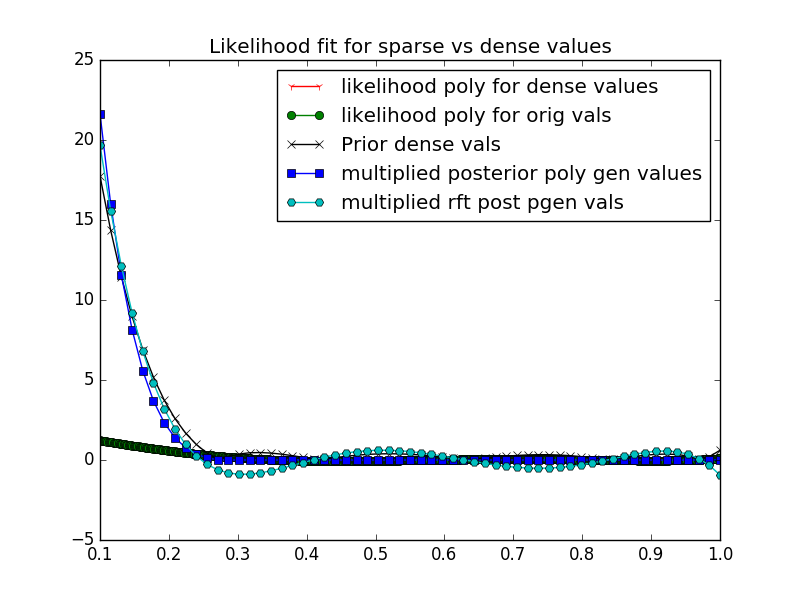 Likelihood fit for sparse vs dense values
25
20
15
10
5
0
−5
likelihood poly for dense values
likelihood poly for orig vals
Prior dense vals
multiplied posterior poly gen values
multiplied rft post pgen vals
0.1 0.2 0.3 0.4 0.5 0.6 0.7 0.8 0.9 1.0